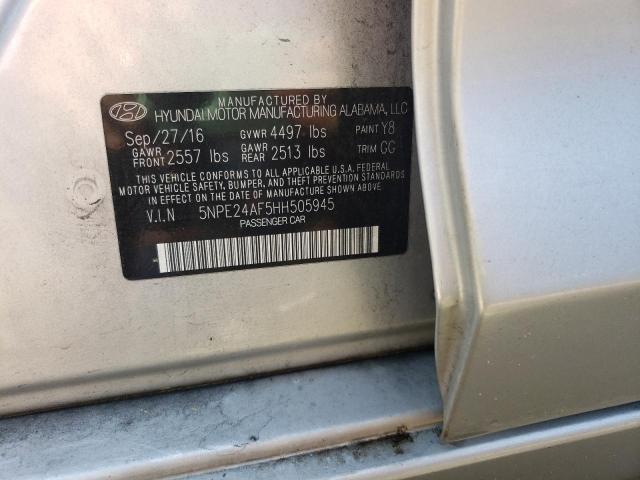 MANUFACTURED BY
HYUNDAI MOTOR MANUFACTURING ALABAMA, LLC
Sep/27/16 GVWR 4497 lbs PAINT Y8
GAWR FRONT 2557 lbs GAWR REAR 2513 lbs TRIM GG
THIS VEHICLE CONFORMS TO ALL APPLICABLE U.S.A. FEDERAL
MOTOR VEHICLE SAFETY, BUMPER, AND THEFT PREVENTION STANDARDS
IN EFFECT ON THE DATE OF MANUFACTURE SHOWN ABOVE.
V.I.N 5NPE24AF5HH505945
PASSENGER CAR